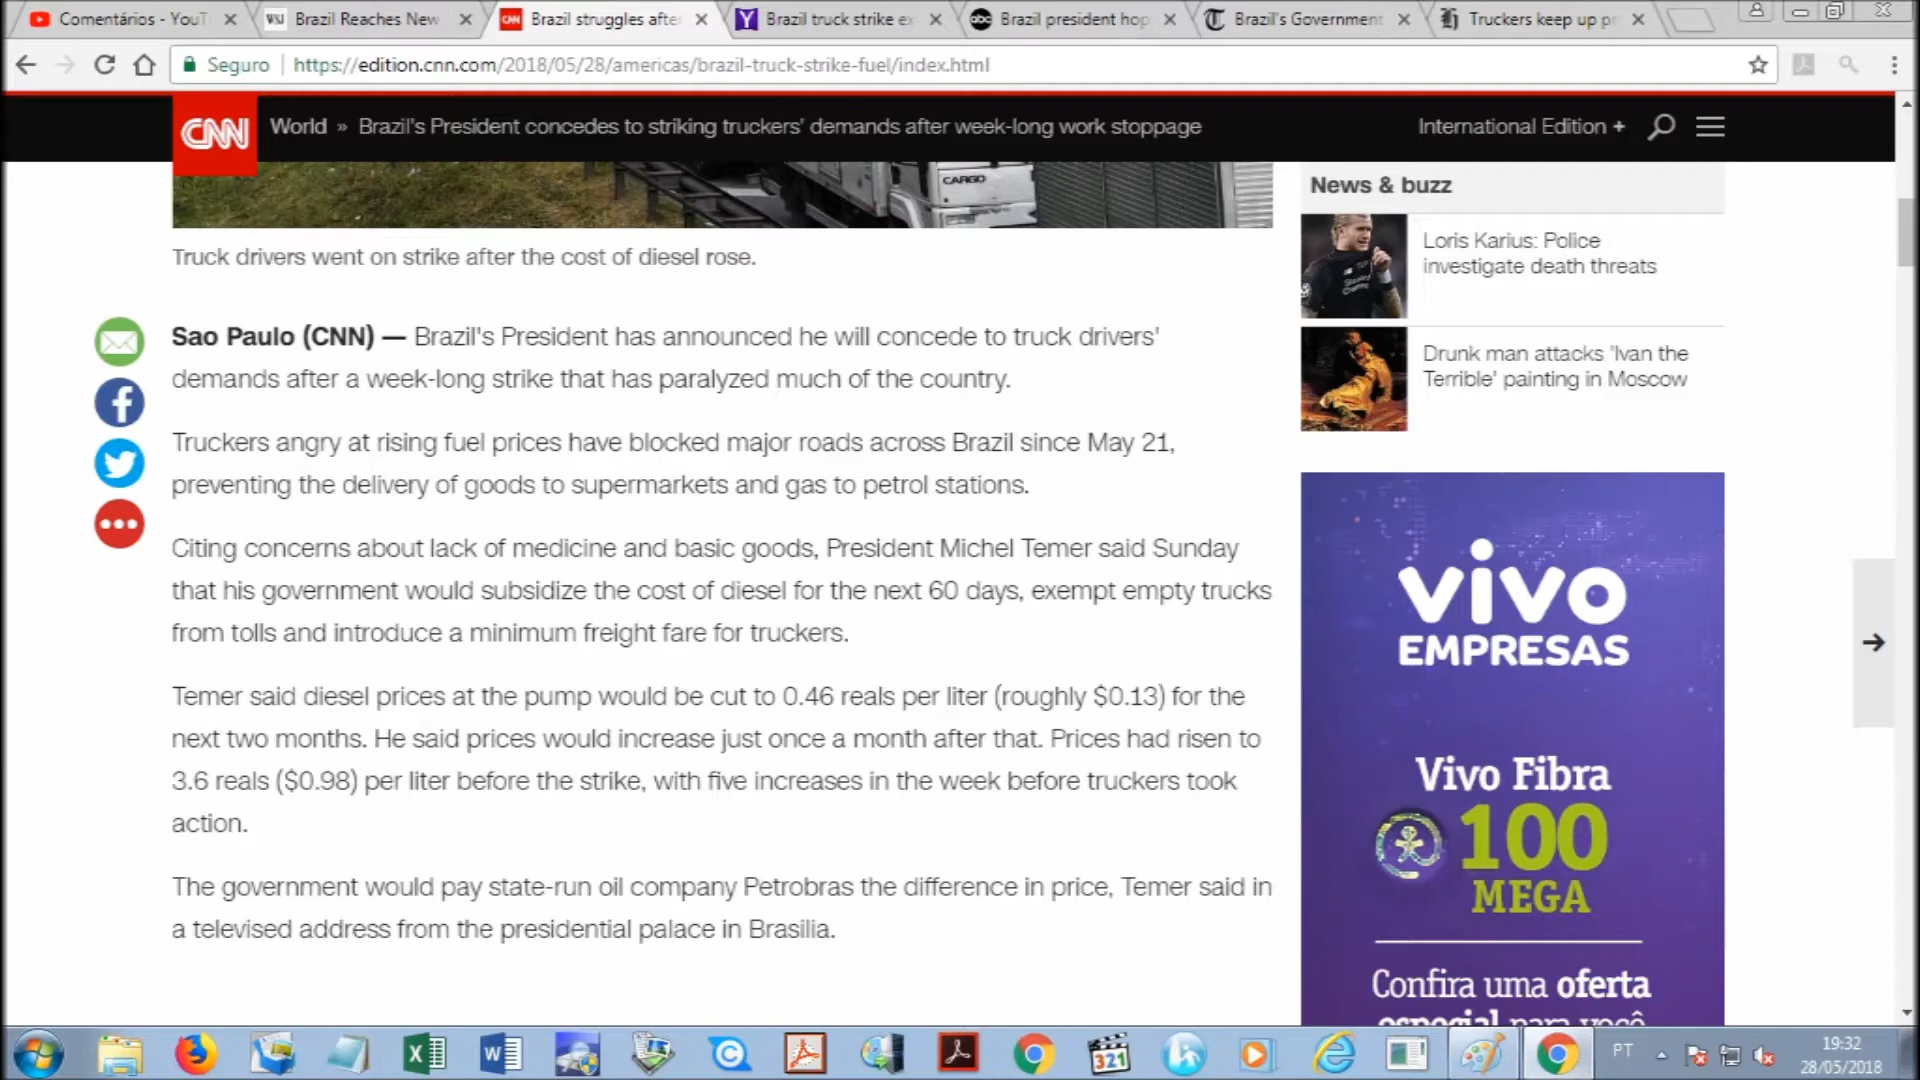 Comentários - YouT
WSJ Brazil Reaches New
CNN Brazil struggles afte
Brazil truck strike e
abc Brazil president hop
Brazil's Government
Truckers keep up p
Seguro https://edition.cnn.com/2018/05/28/americas/brazil-truck-strike-fuel/index.html
CNN World » Brazil's President concedes to striking truckers' demands after week-long work stoppage
International Edition +
CARGO
Truck drivers went on strike after the cost of diesel rose.
Sao Paulo (CNN) — Brazil's President has announced he will concede to truck drivers'
demands after a week-long strike that has paralyzed much of the country.
Truckers angry at rising fuel prices have blocked major roads across Brazil since May 21,
preventing the delivery of goods to supermarkets and gas to petrol stations.
Citing concerns about lack of medicine and basic goods, President Michel Temer said Sunday
that his government would subsidize the cost of diesel for the next 60 days, exempt empty trucks
from tolls and introduce a minimum freight fare for truckers.
Temer said diesel prices at the pump would be cut to 0.46 reals per liter (roughly $0.13) for the
next two months. He said prices would increase just once a month after that. Prices had risen to
3.6 reals ($0.98) per liter before the strike, with five increases in the week before truckers took
action.
The government would pay state-run oil company Petrobras the difference in price, Temer said in
a televised address from the presidential palace in Brasilia.
News & buzz
Loris Karius: Police
investigate death threats
Drunk man attacks 'Ivan the
Terrible' painting in Moscow
vivo
EMPRESAS
Vivo Fibra
100
MEGA
Confira uma oferta
especial para você
321
PT
19:32
28/05/2018